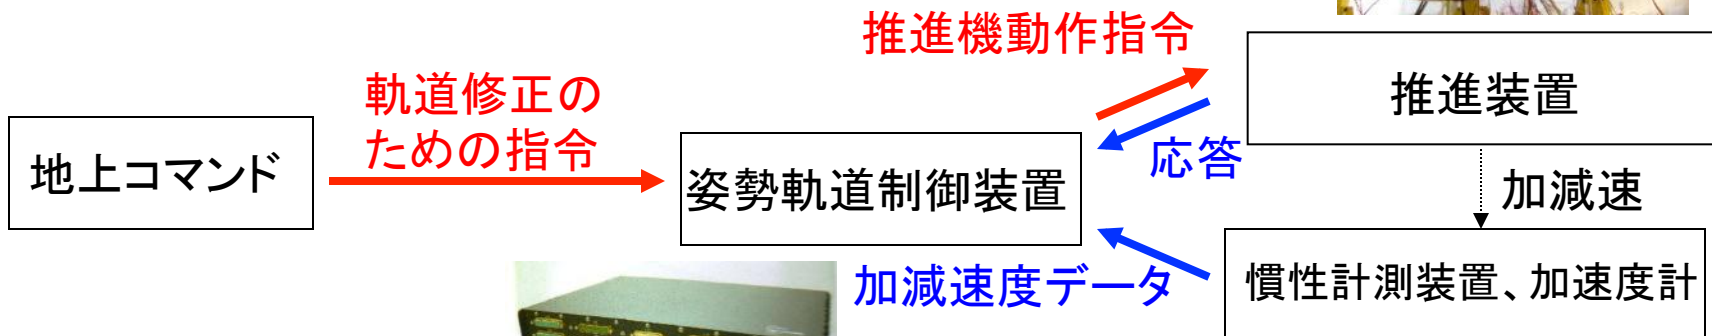 推進機動作指令
推進装置
軌道修正の
ための指令
地上コマンド
応答
姿勢軌道制御装置
加減速
加減速度データ
慣性計測装置、加速度計